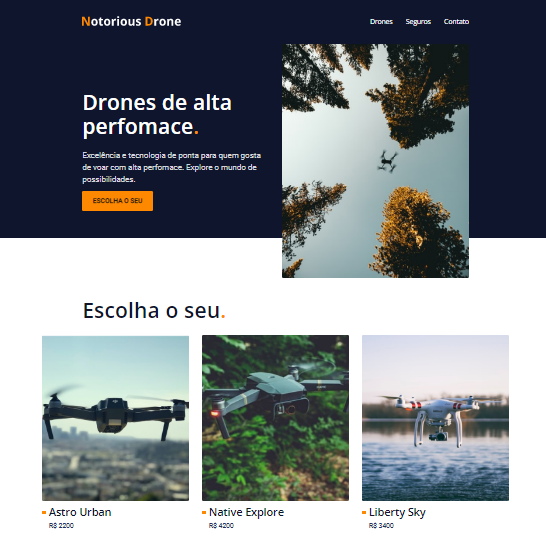 Notorious Drone
Drones Seguros Contato
Drones de alta
perfomace.
Excelência e tecnologia de ponta para quem gosta
de voar com alta perfomace. Explore o mundo de
possibilidades.
ESCOLHA O SEU
Escolha o seu.
Astro Urban
R$ 2200
Native Explore
R$ 4200
Liberty Sky
R$ 3400